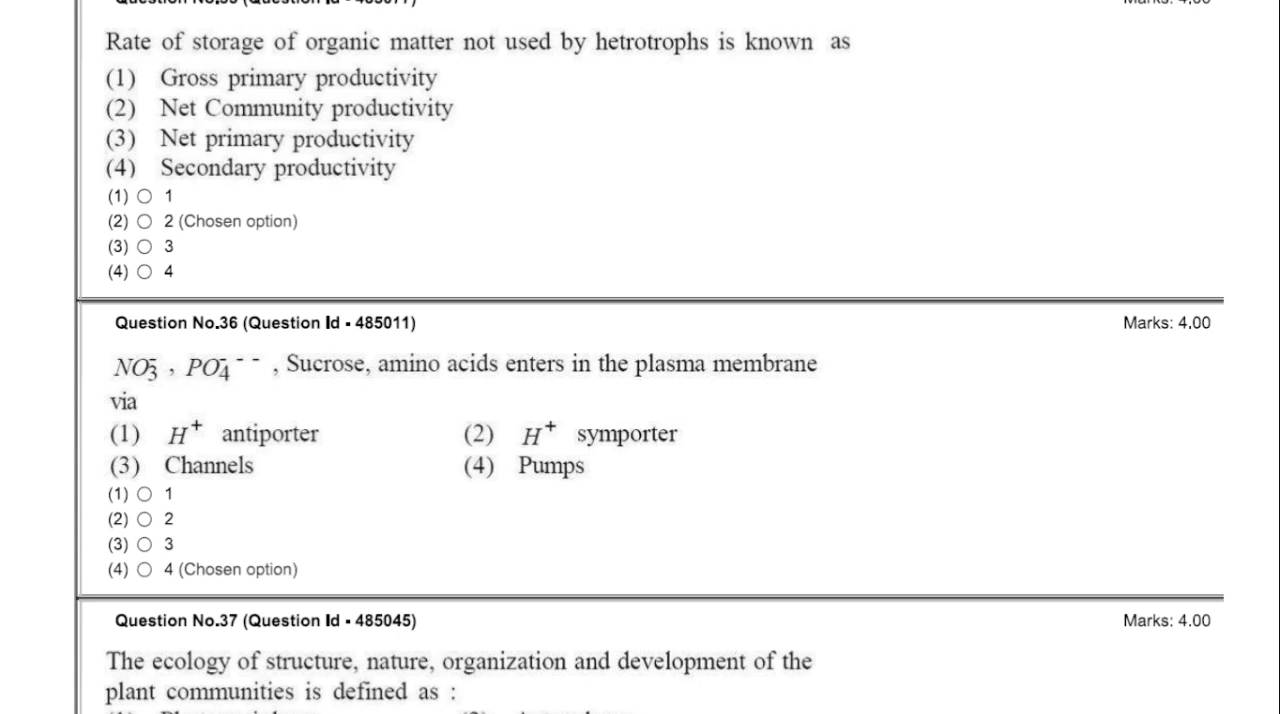 Rate of storage of organic matter not used by hetrotrophs is known as
(1) Gross primary productivity
(2) Net Community productivity
(3) Net primary productivity
(4) Secondary productivity
(1) ○ 1
(2) ○ 2 (Chosen option)
(3) ○ 3
(4) ○ 4
Question No.36 (Question Id - 485011) Marks: 4.00
NO₃⁻ , PO₄⁻ ⁻ ⁻ , Sucrose, amino acids enters in the plasma membrane
via
(1) H⁺ antiporter (2) H⁺ symporter
(3) Channels (4) Pumps
(1) ○ 1
(2) ○ 2
(3) ○ 3
(4) ○ 4 (Chosen option)
Question No.37 (Question Id - 485045) Marks: 4.00
The ecology of structure, nature, organization and development of the
plant communities is defined as :